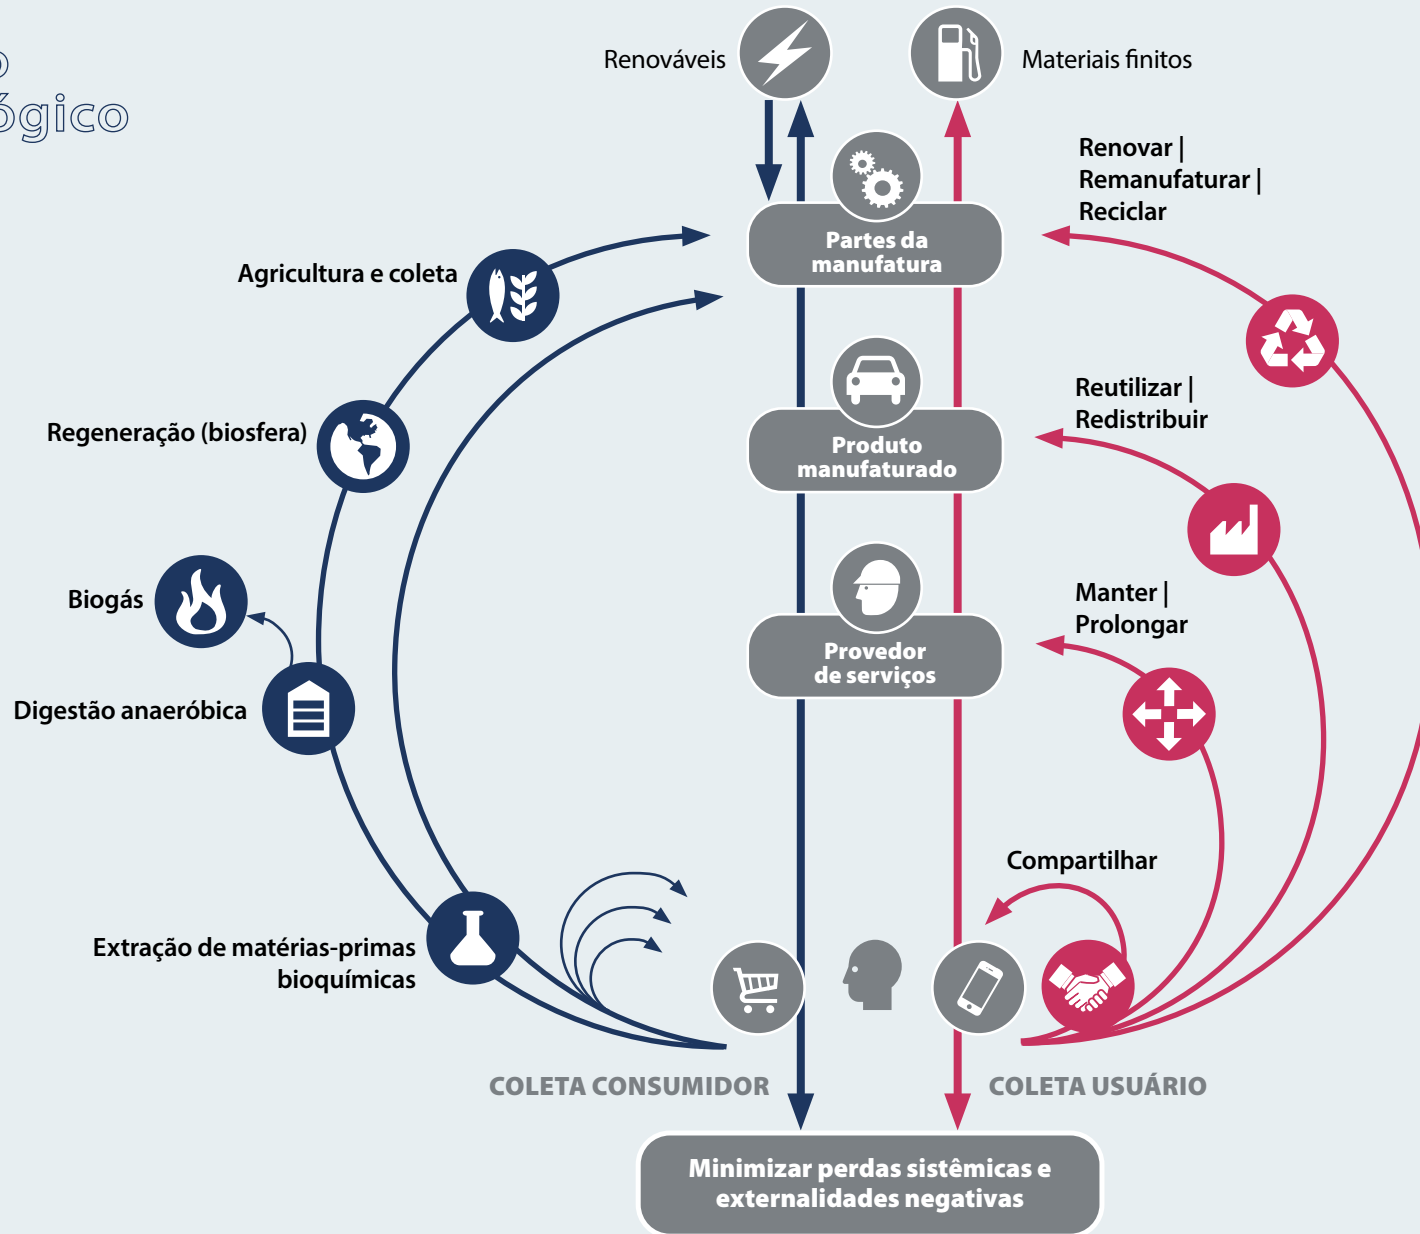 Renováveis
Materiais finitos
Renovar |
Remanufaturar |
Reciclar
Partes da
manufatura
Agricultura e coleta
Reutilizar |
Redistribuir
Regeneração (biosfera)
Produto
manufaturado
Biogás
Manter |
Prolongar
Provedor
de serviços
Digestão anaeróbica
Compartilhar
Extração de matérias-primas
bioquímicas
COLETA CONSUMIDOR
COLETA USUÁRIO
Minimizar perdas sistêmicas e
externalidades negativas